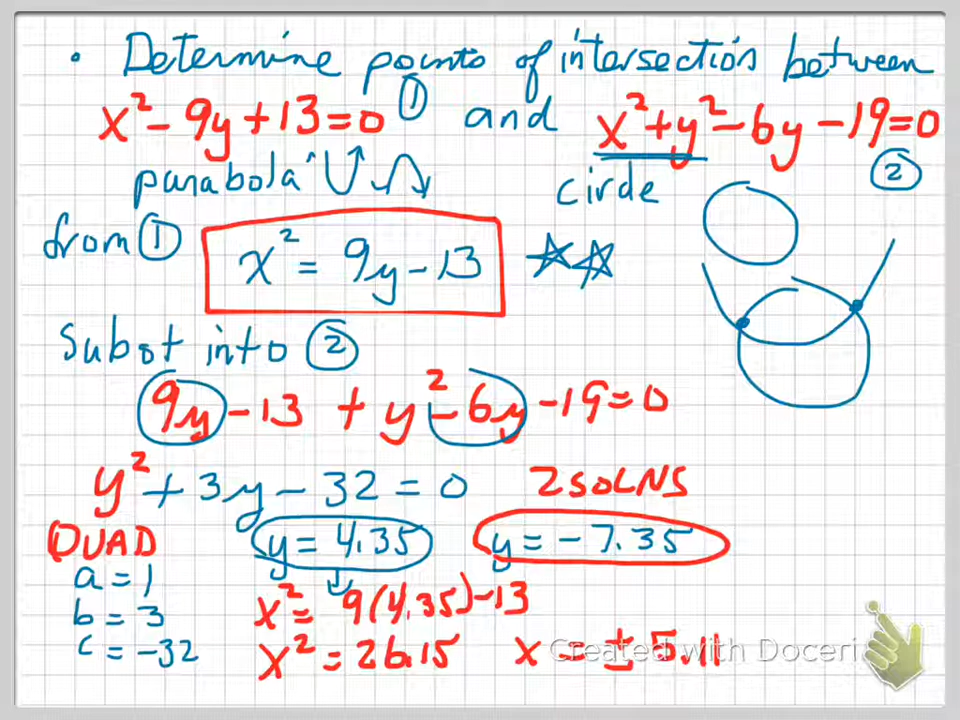 • Determine points of intersection between
x² - 9y + 13 = 0 ① and x² + y² - 6y - 19 = 0
parabola circle ②
from ① x² = 9y - 13
Subst into ②
9y - 13 + y² - 6y - 19 = 0
y² + 3y - 32 = 0 2 SOLNS
QUAD y = 4.35 y = -7.35
a = 1
b = 3 x² = 9(4.35) - 13
c = -32 x² = 26.15 x = ± 5.11
Created with Doceri